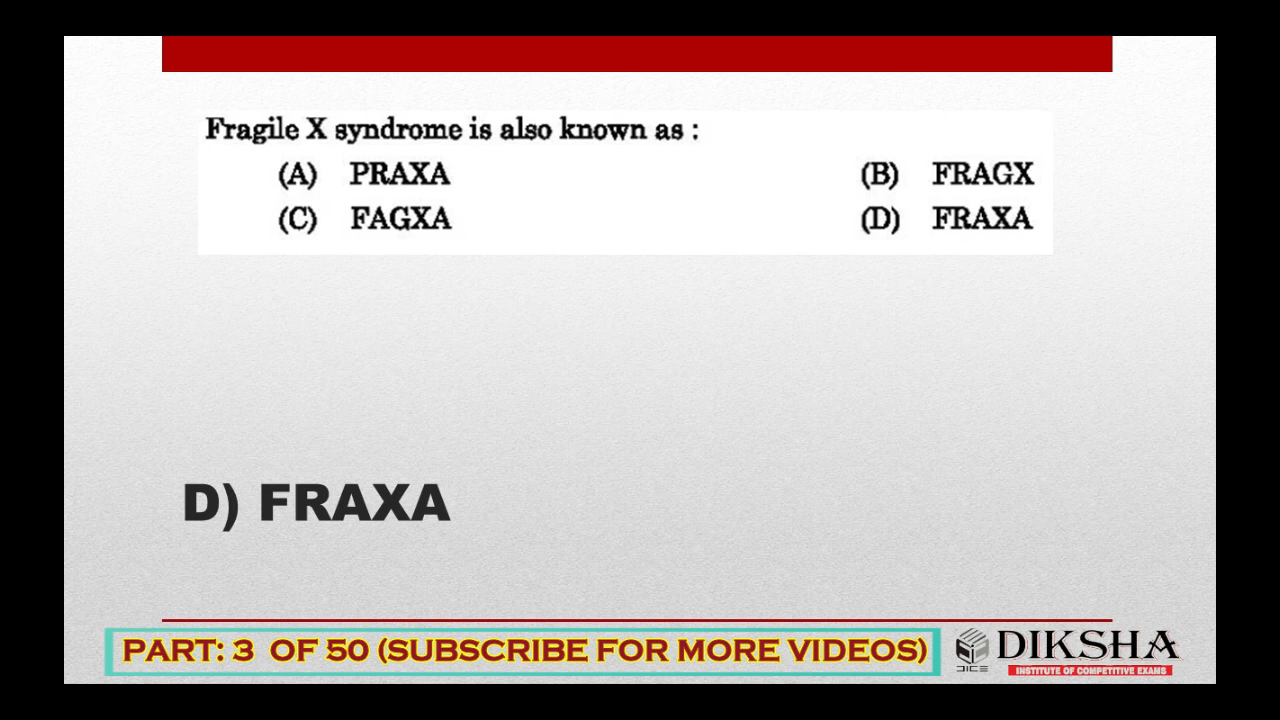 Fragile X syndrome is also known as :
(A) PRAXA (B) FRAGX
(C) FAGXA (D) FRAXA
D) FRAXA
PART: 3 OF 50 (SUBSCRIBE FOR MORE VIDEOS)
DICE
DIKSHA
INSTITUTE OF COMPETITIVE EXAMS